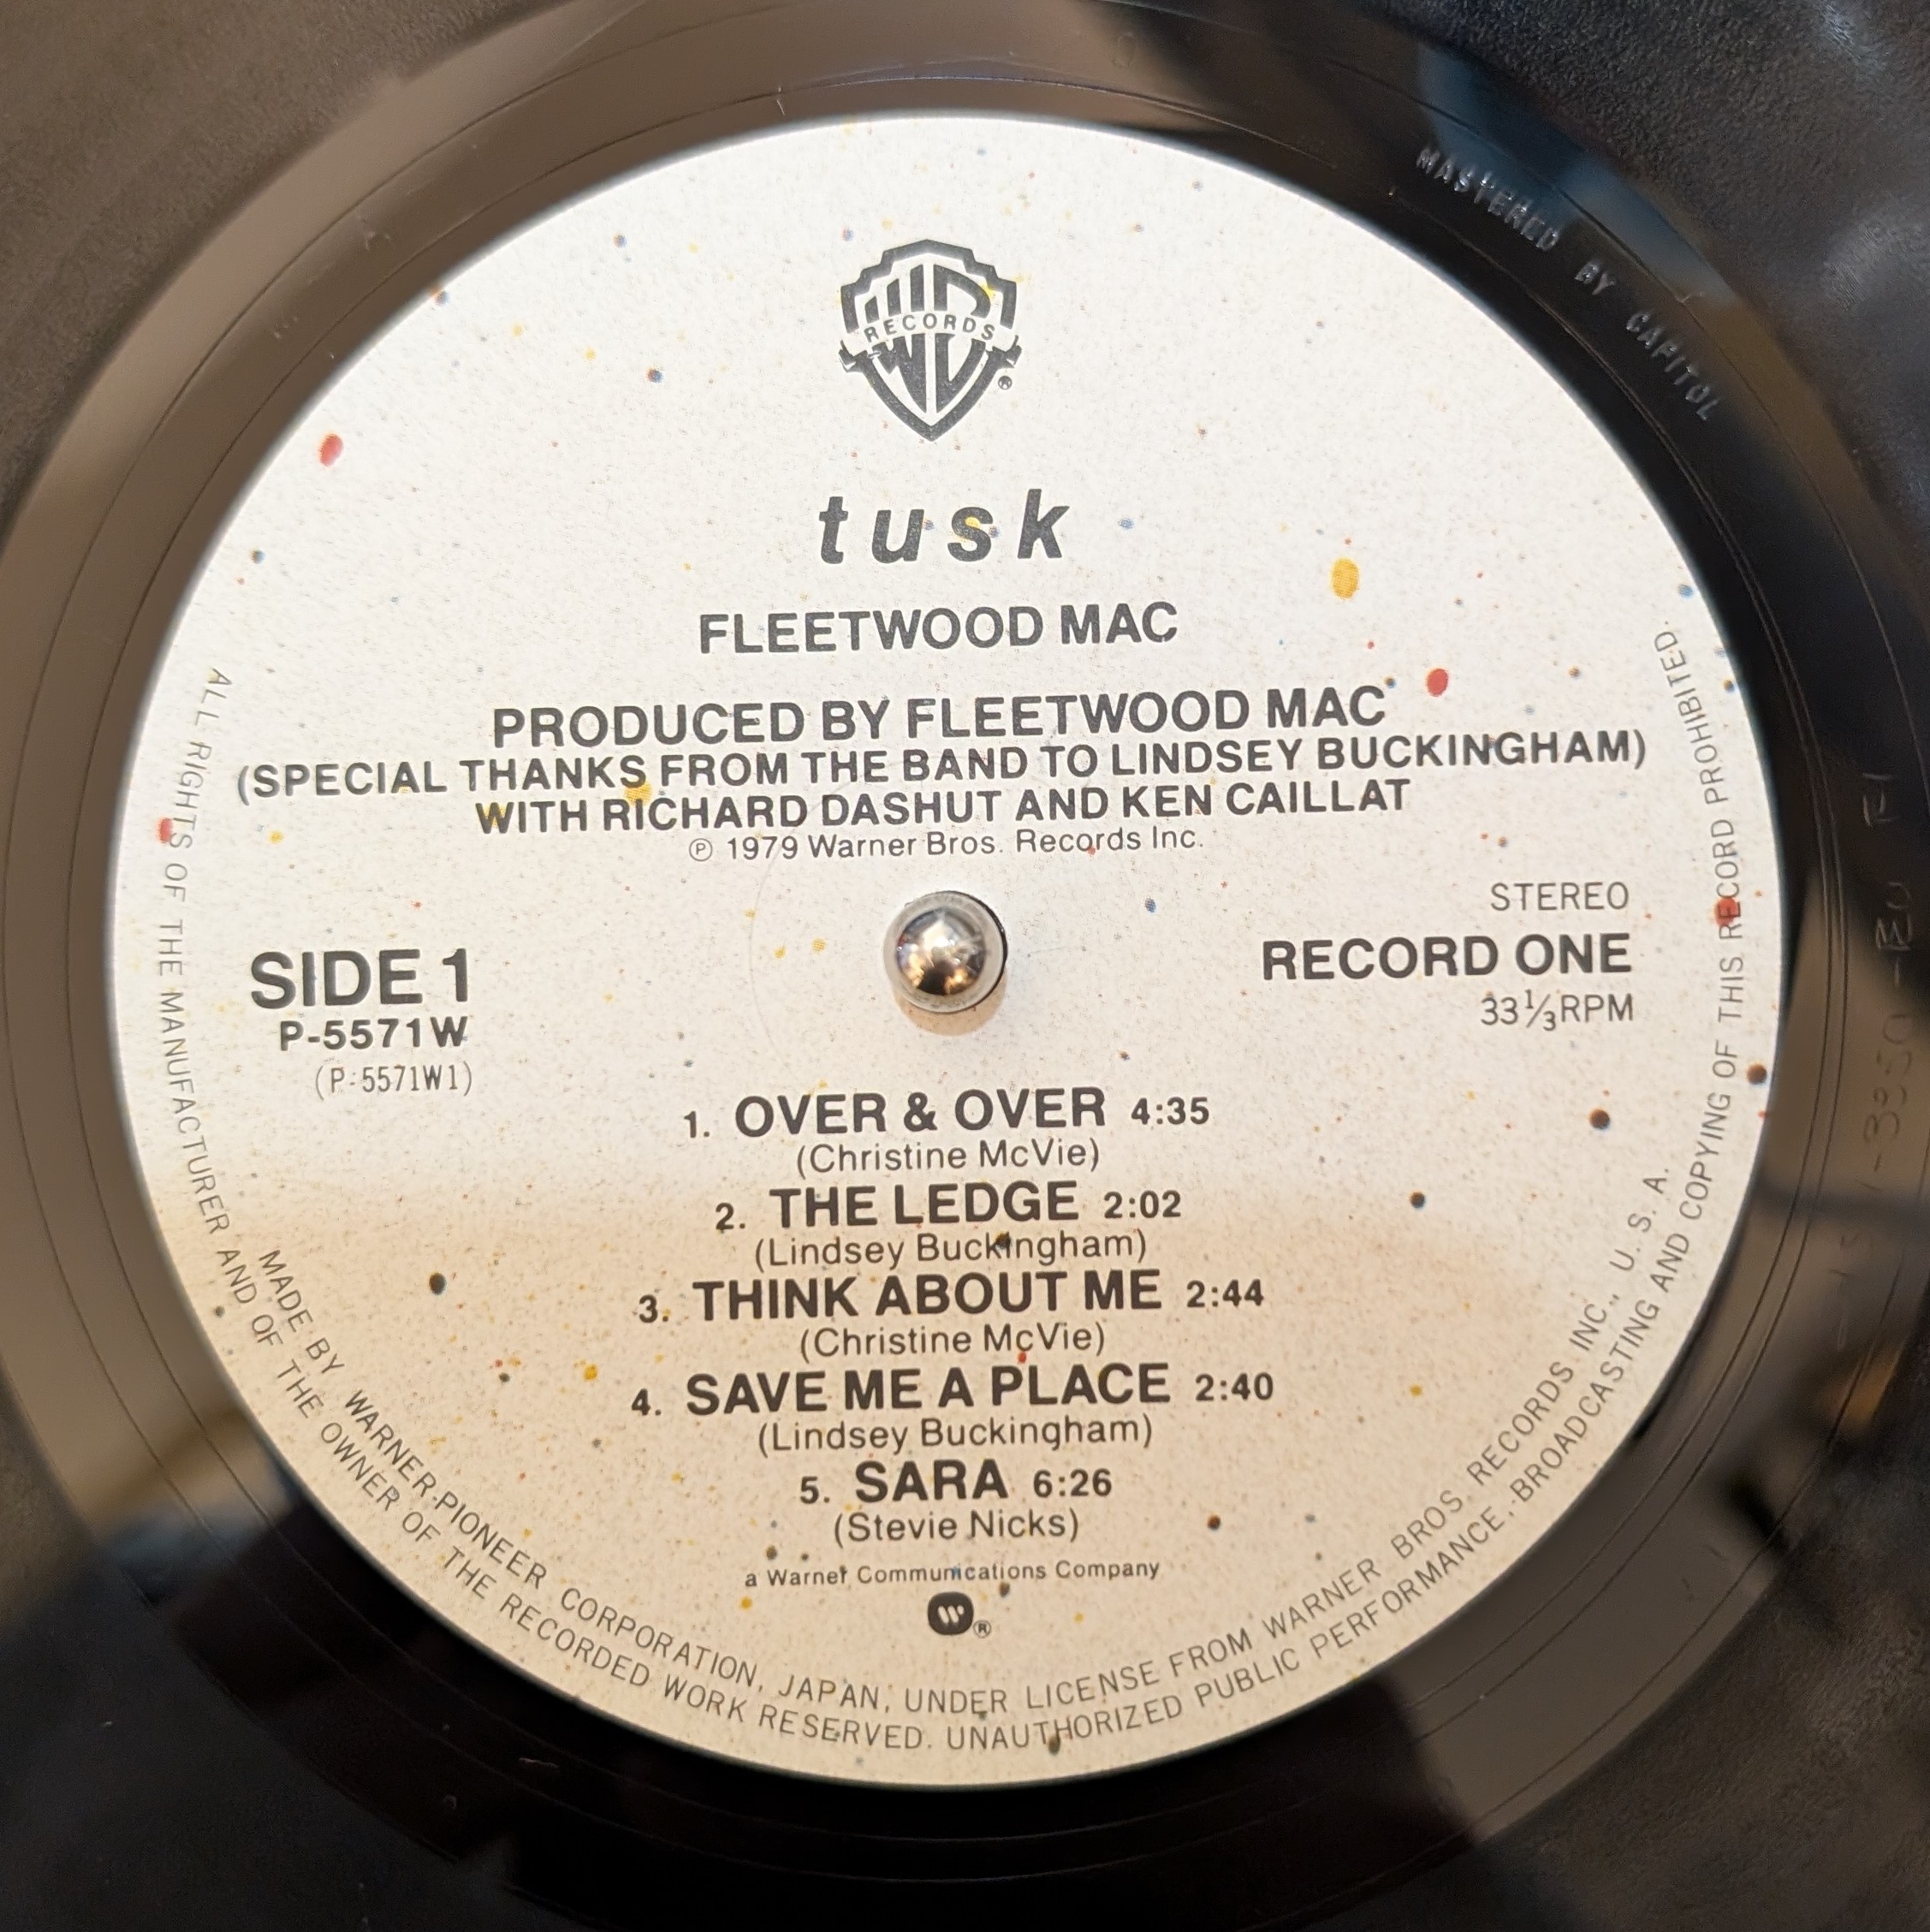 RECORDS
®
tusk
FLEETWOOD MAC
PRODUCED BY FLEETWOOD MAC
(SPECIAL THANKS FROM THE BAND TO LINDSEY BUCKINGHAM)
WITH RICHARD DASHUT AND KEN CAILLAT
℗ 1979 Warner Bros. Records Inc.
SIDE 1
P-5571W
(P-5571W1)
STEREO
RECORD ONE
33⅓RPM
1. OVER & OVER 4:35
(Christine McVie)
2. THE LEDGE 2:02
(Lindsey Buckingham)
3. THINK ABOUT ME 2:44
(Christine McVie)
4. SAVE ME A PLACE 2:40
(Lindsey Buckingham)
5. SARA 6:26
(Stevie Nicks)
a Warner Communications Company
®
MADE BY WARNER-PIONEER CORPORATION, JAPAN, UNDER LICENSE FROM WARNER BROS. RECORDS INC., U. S. A.
ALL RIGHTS OF THE MANUFACTURER AND OF THE OWNER OF THE RECORDED WORK RESERVED. UNAUTHORIZED PUBLIC PERFORMANCE, BROADCASTING AND COPYING OF THIS RECORD PROHIBITED.
MASTERED BY CAPITOL